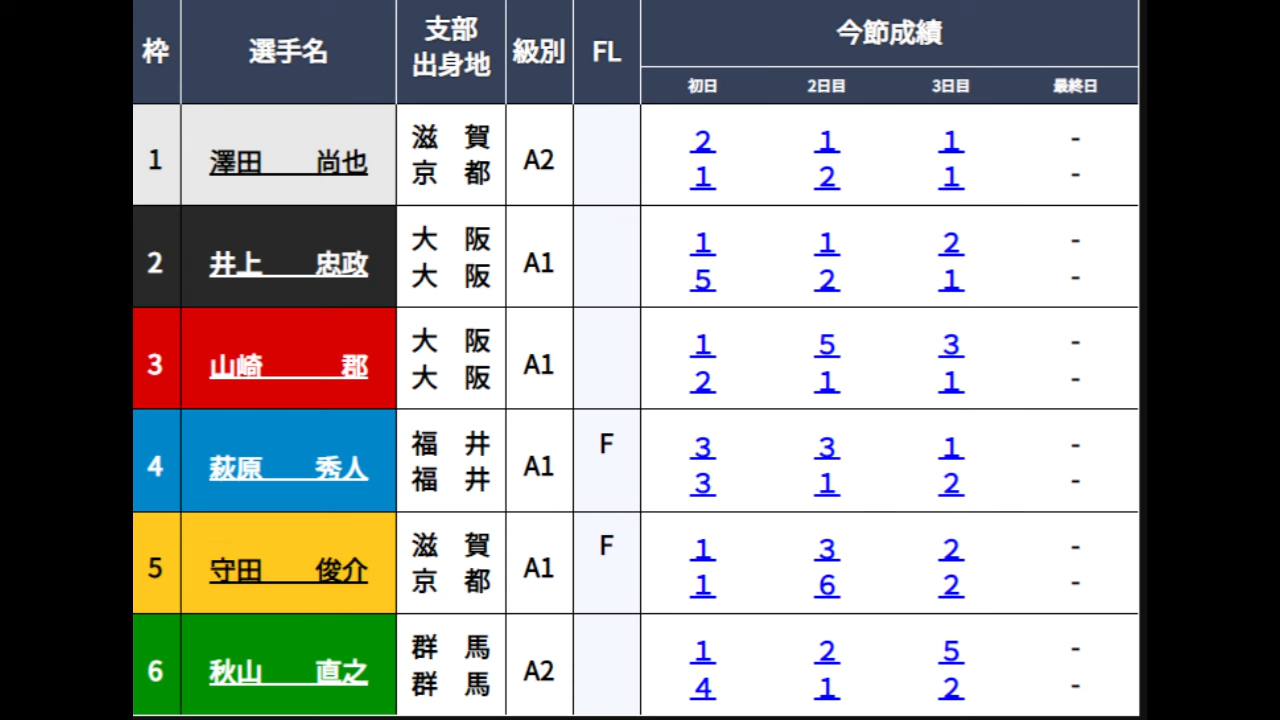 枠 選手名 支部 出身地 級別 FL 今節成績
初日 2日目 3日目 最終日
1 澤田 尚也 滋賀 京都 A2 2 1 1 -
1 2 1 -
2 井上 忠政 大阪 大阪 A1 1 1 2 -
5 2 1 -
3 山崎 郡 大阪 大阪 A1 1 5 3 -
2 1 1 -
4 萩原 秀人 福井 福井 A1 F 3 3 1 -
3 1 2 -
5 守田 俊介 滋賀 京都 A1 F 1 3 2 -
1 6 2 -
6 秋山 直之 群馬 群馬 A2 1 2 5 -
4 1 2 -